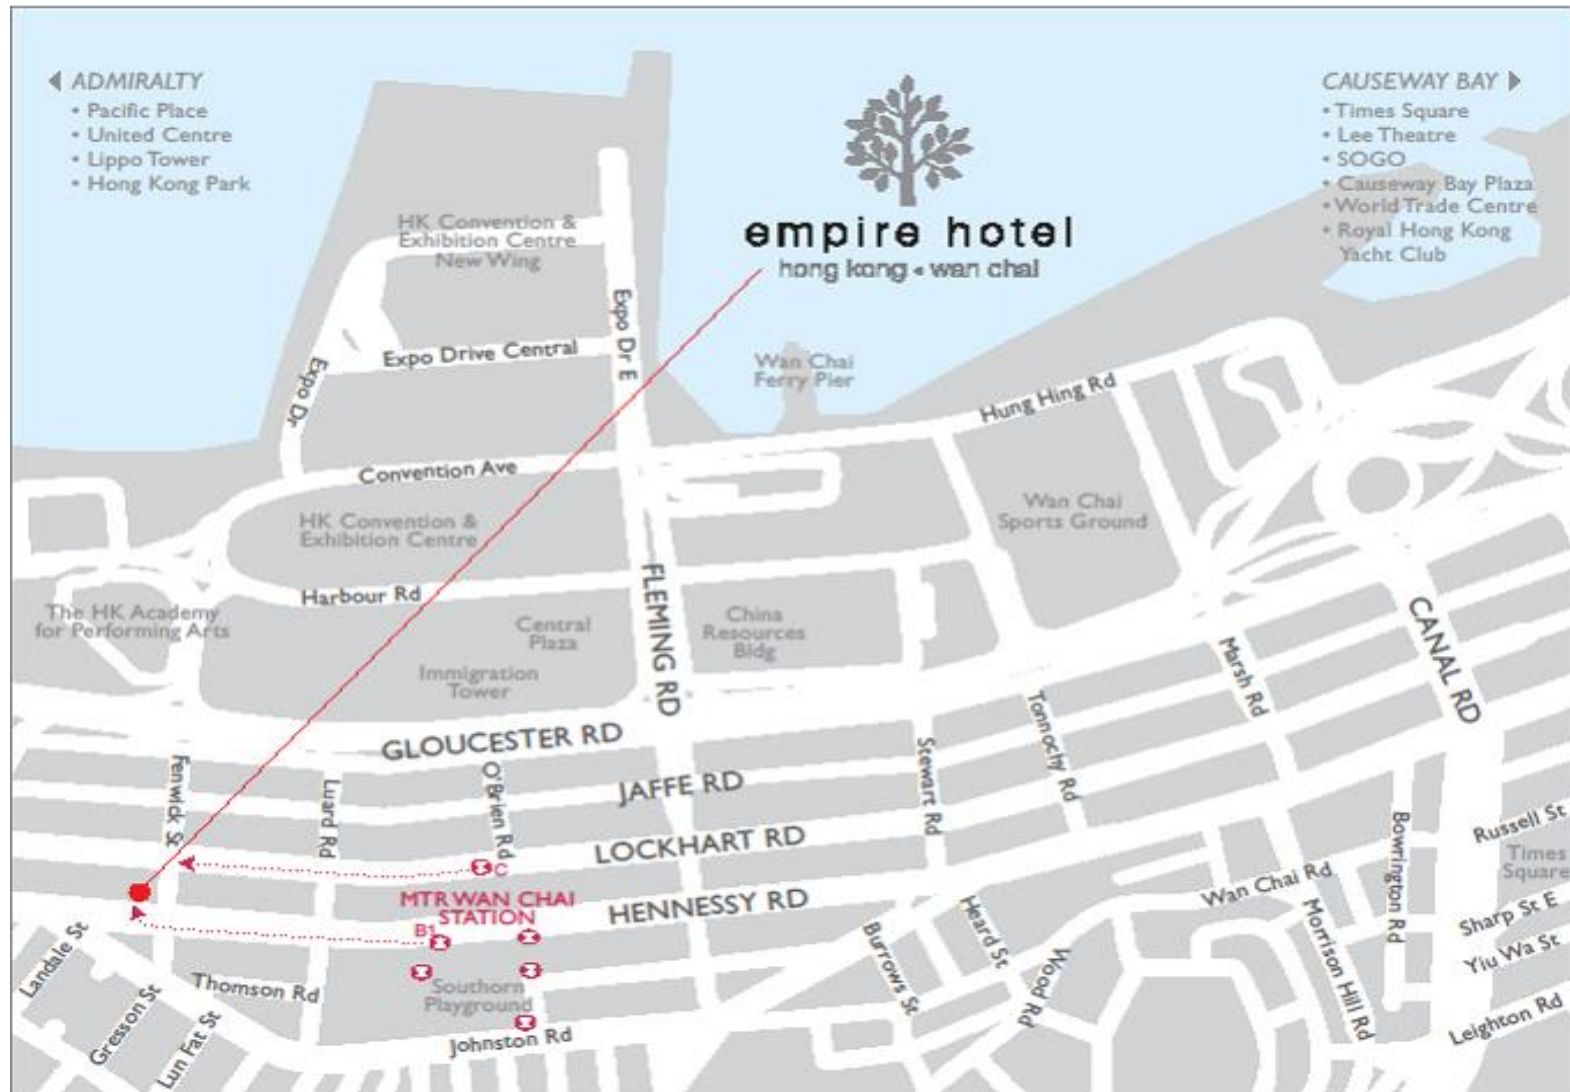 ADMIRALTY
• Pacific Place
• United Centre
• Lippo Tower
• Hong Kong Park
CAUSEWAY BAY
• Times Square
• Lee Theatre
• SOGO
• Causeway Bay Plaza
• World Trade Centre
• Royal Hong Kong
Yacht Club
empire hotel
hong kong • wan chai
HK Convention &
Exhibition Centre
New Wing
Expo Dr E
Expo Drive Central
Expo Dr
Wan Chai
Ferry Pier
Hung Hing Rd
Convention Ave
HK Convention &
Exhibition Centre
Wan Chai
Sports Ground
Harbour Rd
The HK Academy
for Performing Arts
Central
Plaza
China
Resources
Bldg
Immigration
Tower
FLEMING RD
CANAL RD
Marsh Rd
Tonnochy Rd
Stewart Rd
GLOUCESTER RD
Fenwick St
Luard Rd
O'Brien Rd
JAFFE RD
LOCKHART RD
C
MTR WAN CHAI
STATION
B1
HENNESSY RD
Bowrington Rd
Russell St
Times
Square
Wan Chai Rd
Sharp St E
Yiu Wa St
Leighton Rd
Morrison Hill Rd
Heard St
Wood Rd
Burrows St
Landale St
Gresson St
Lun Fat St
Thomson Rd
Southorn
Playground
Johnston Rd